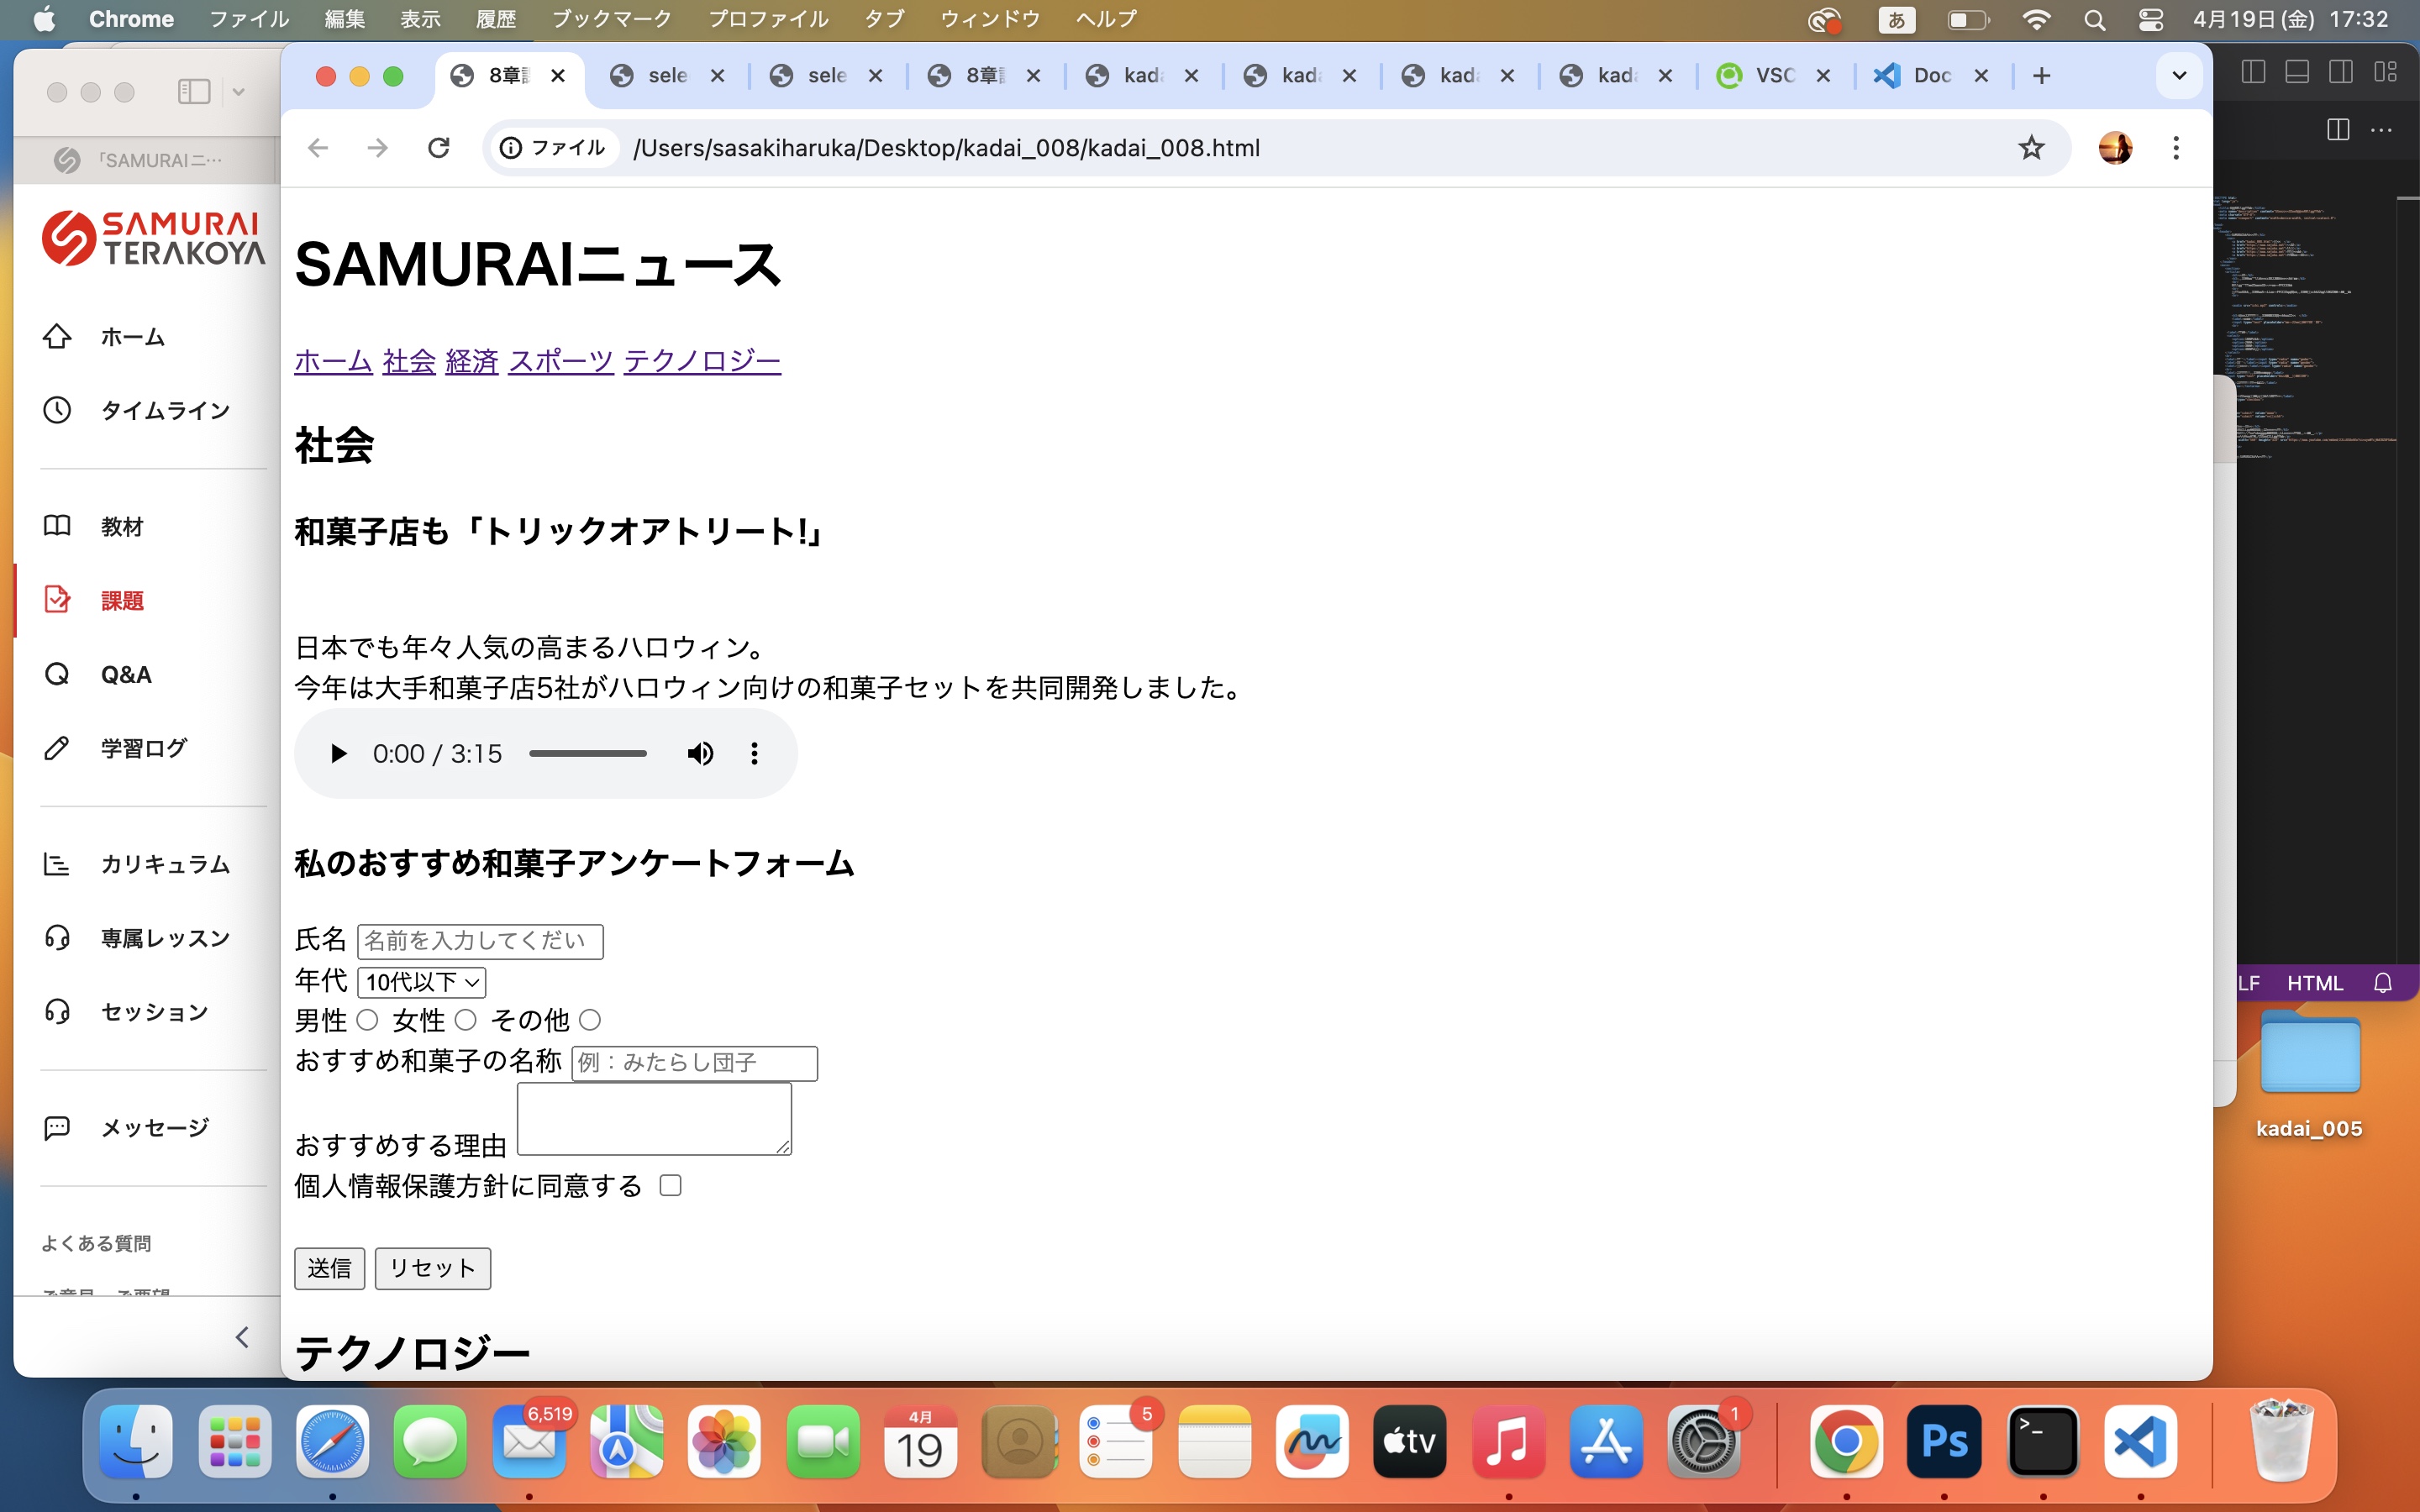 Chrome ファイル 編集 表示 履歴 ブックマーク プロファイル タブ ウィンドウ ヘルプ あ 4月19日(金) 17:32
8章 sele sele 8章 kad kad kad kad VSC Doc
ファイル /Users/sasakiharuka/Desktop/kadai_008/kadai_008.html
「SAMURAIニ…
SAMURAI
TERAKOYA
ホーム
タイムライン
教材
課題
Q&A
学習ログ
カリキュラム
専属レッスン
セッション
メッセージ
よくある質問
SAMURAIニュース
ホーム 社会 経済 スポーツ テクノロジー
社会
和菓子店も「トリックオアトリート!」
日本でも年々人気の高まるハロウィン。
今年は大手和菓子店5社がハロウィン向けの和菓子セットを共同開発しました。
0:00 / 3:15
私のおすすめ和菓子アンケートフォーム
氏名 名前を入力してくだい
年代 10代以下
男性 女性 その他
おすすめ和菓子の名称 例：みたらし団子
おすすめする理由
個人情報保護方針に同意する
送信 リセット
テクノロジー
LF HTML
kadai_005
6,519
4月
19
5
tv
1
Ps
>_